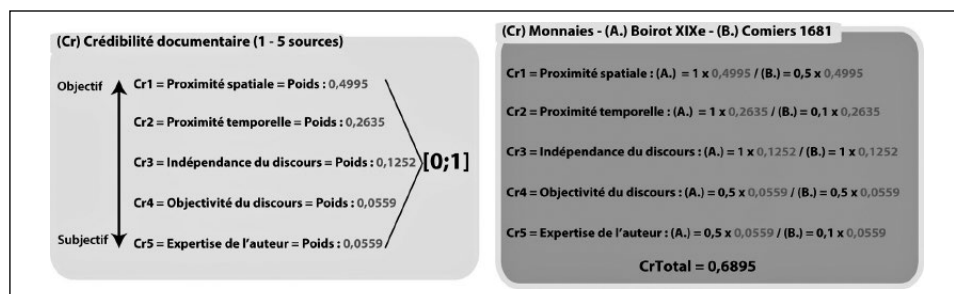 (Cr) Crédibilité documentaire (1 - 5 sources)
Objectif
Cr1 = Proximité spatiale = Poids : 0,4995
Cr2 = Proximité temporelle = Poids : 0,2635
Cr3 = Indépendance du discours = Poids : 0,1252
[0;1]
Cr4 = Objectivité du discours = Poids : 0,0559
Subjectif
Cr5 = Expertise de l'auteur = Poids : 0,0559
(Cr) Monnaies - (A.) Boirot XIXe - (B.) Comiers 1681
Cr1 = Proximité spatiale : (A.) = 1 x 0,4995 / (B.) = 0,5 x 0,4995
Cr2 = Proximité temporelle : (A.) = 1 x 0,2635 / (B.) = 0,1 x 0,2635
Cr3 = Indépendance du discours : (A.) = 1 x 0,1252 / (B.) = 1 x 0,1252
Cr4 = Objectivité du discours : (A.) = 0,5 x 0,0559 / (B.) = 0,5 x 0,0559
Cr5 = Expertise de l'auteur : (A.) = 0,5 x 0,0559 / (B.) = 0,1 x 0,0559
CrTotal = 0,6895